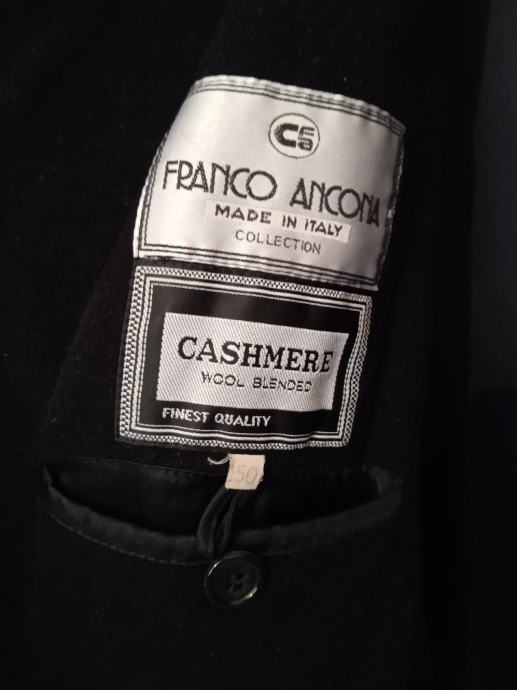 CFa
FRANCO ANCONA
MADE IN ITALY
COLLECTION
CASHMERE
WOOL BLENDED
FINEST QUALITY
50